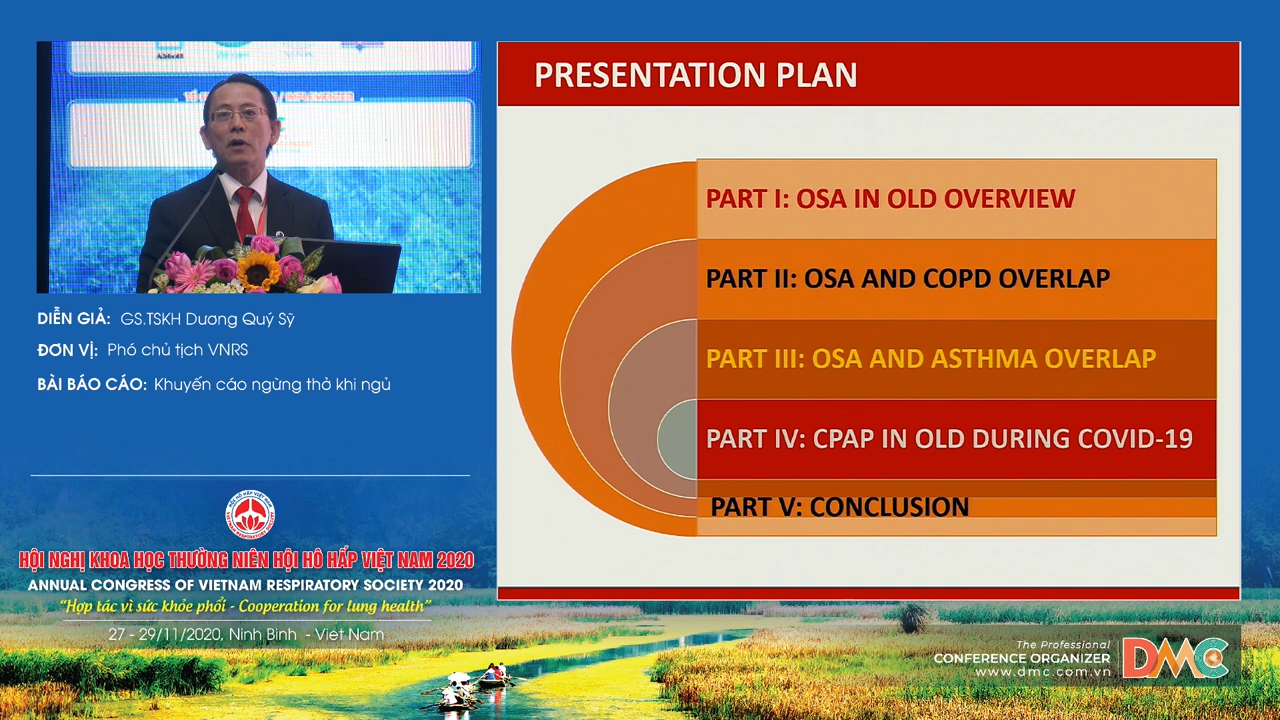 DIỄN GIẢ: GS.TSKH Dương Quý Sỹ
ĐƠN VỊ: Phó chủ tịch VNRS
BÀI BÁO CÁO: Khuyến cáo ngừng thở khi ngủ
HỘI HÔ HẤP VIỆT NAM
HỘI NGHỊ KHOA HỌC THƯỜNG NIÊN HỘI HÔ HẤP VIỆT NAM 2020
ANNUAL CONGRESS OF VIETNAM RESPIRATORY SOCIETY 2020
“Hợp tác vì sức khỏe phổi - Cooperation for lung health”
27 - 29/11/2020, Ninh Bình - Việt Nam
PRESENTATION PLAN
PART I: OSA IN OLD OVERVIEW
PART II: OSA AND COPD OVERLAP
PART III: OSA AND ASTHMA OVERLAP
PART IV: CPAP IN OLD DURING COVID-19
PART V: CONCLUSION
The Professional
CONFERENCE ORGANIZER
www.dmc.com.vn
DMC